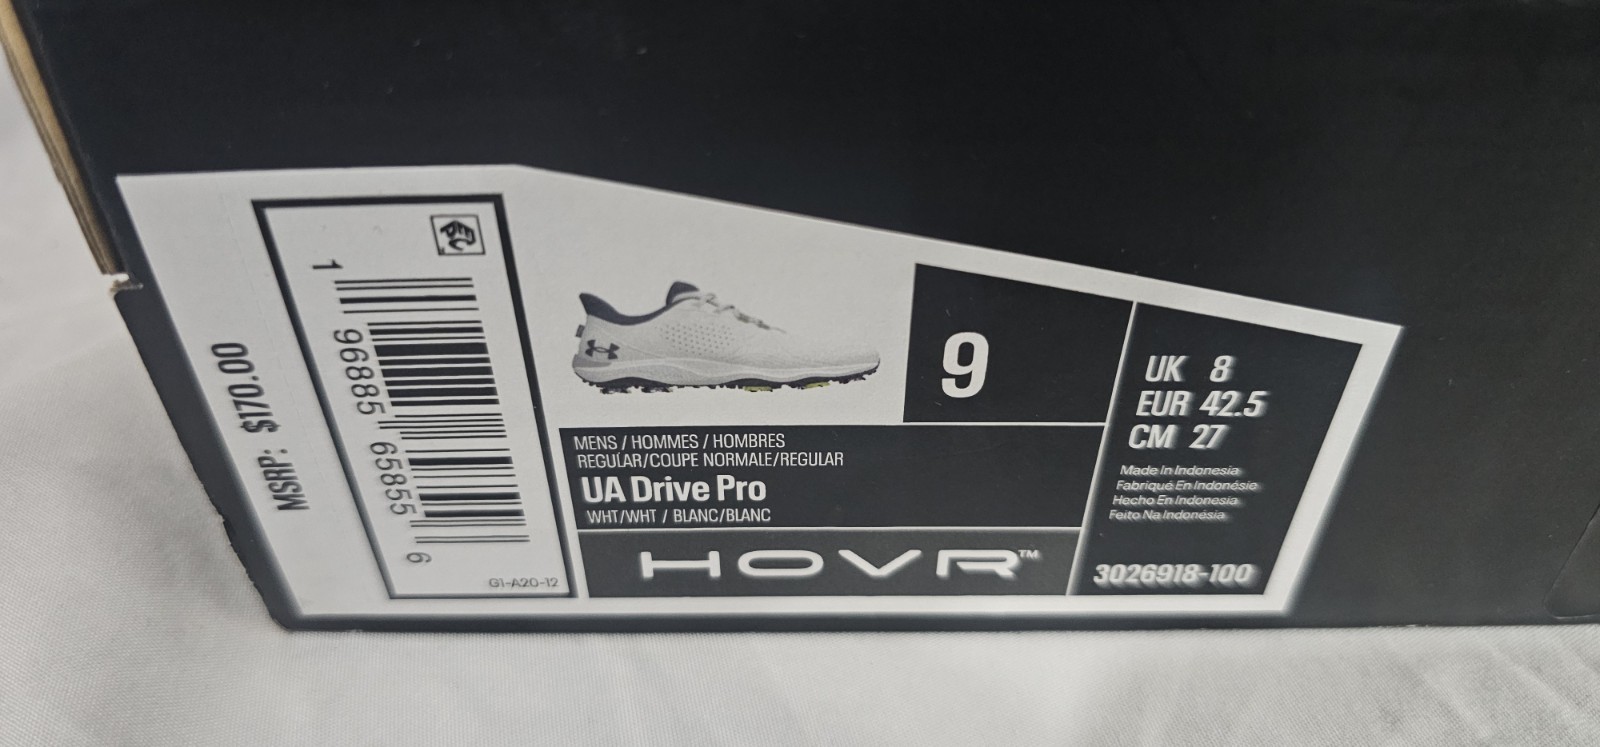 MSRP: $170.00
1 96885 65855 6
G1-A20-12
9
UK 8
EUR 42.5
CM 27
Made In Indonesia
Fabriqué En Indonésie
Hecho En Indonesia
Feito Na Indonésia
3026918-100
MENS / HOMMES / HOMBRES
REGULAR/COUPE NORMALE/REGULAR
UA Drive Pro
WHT/WHT / BLANC/BLANC
HOVR™